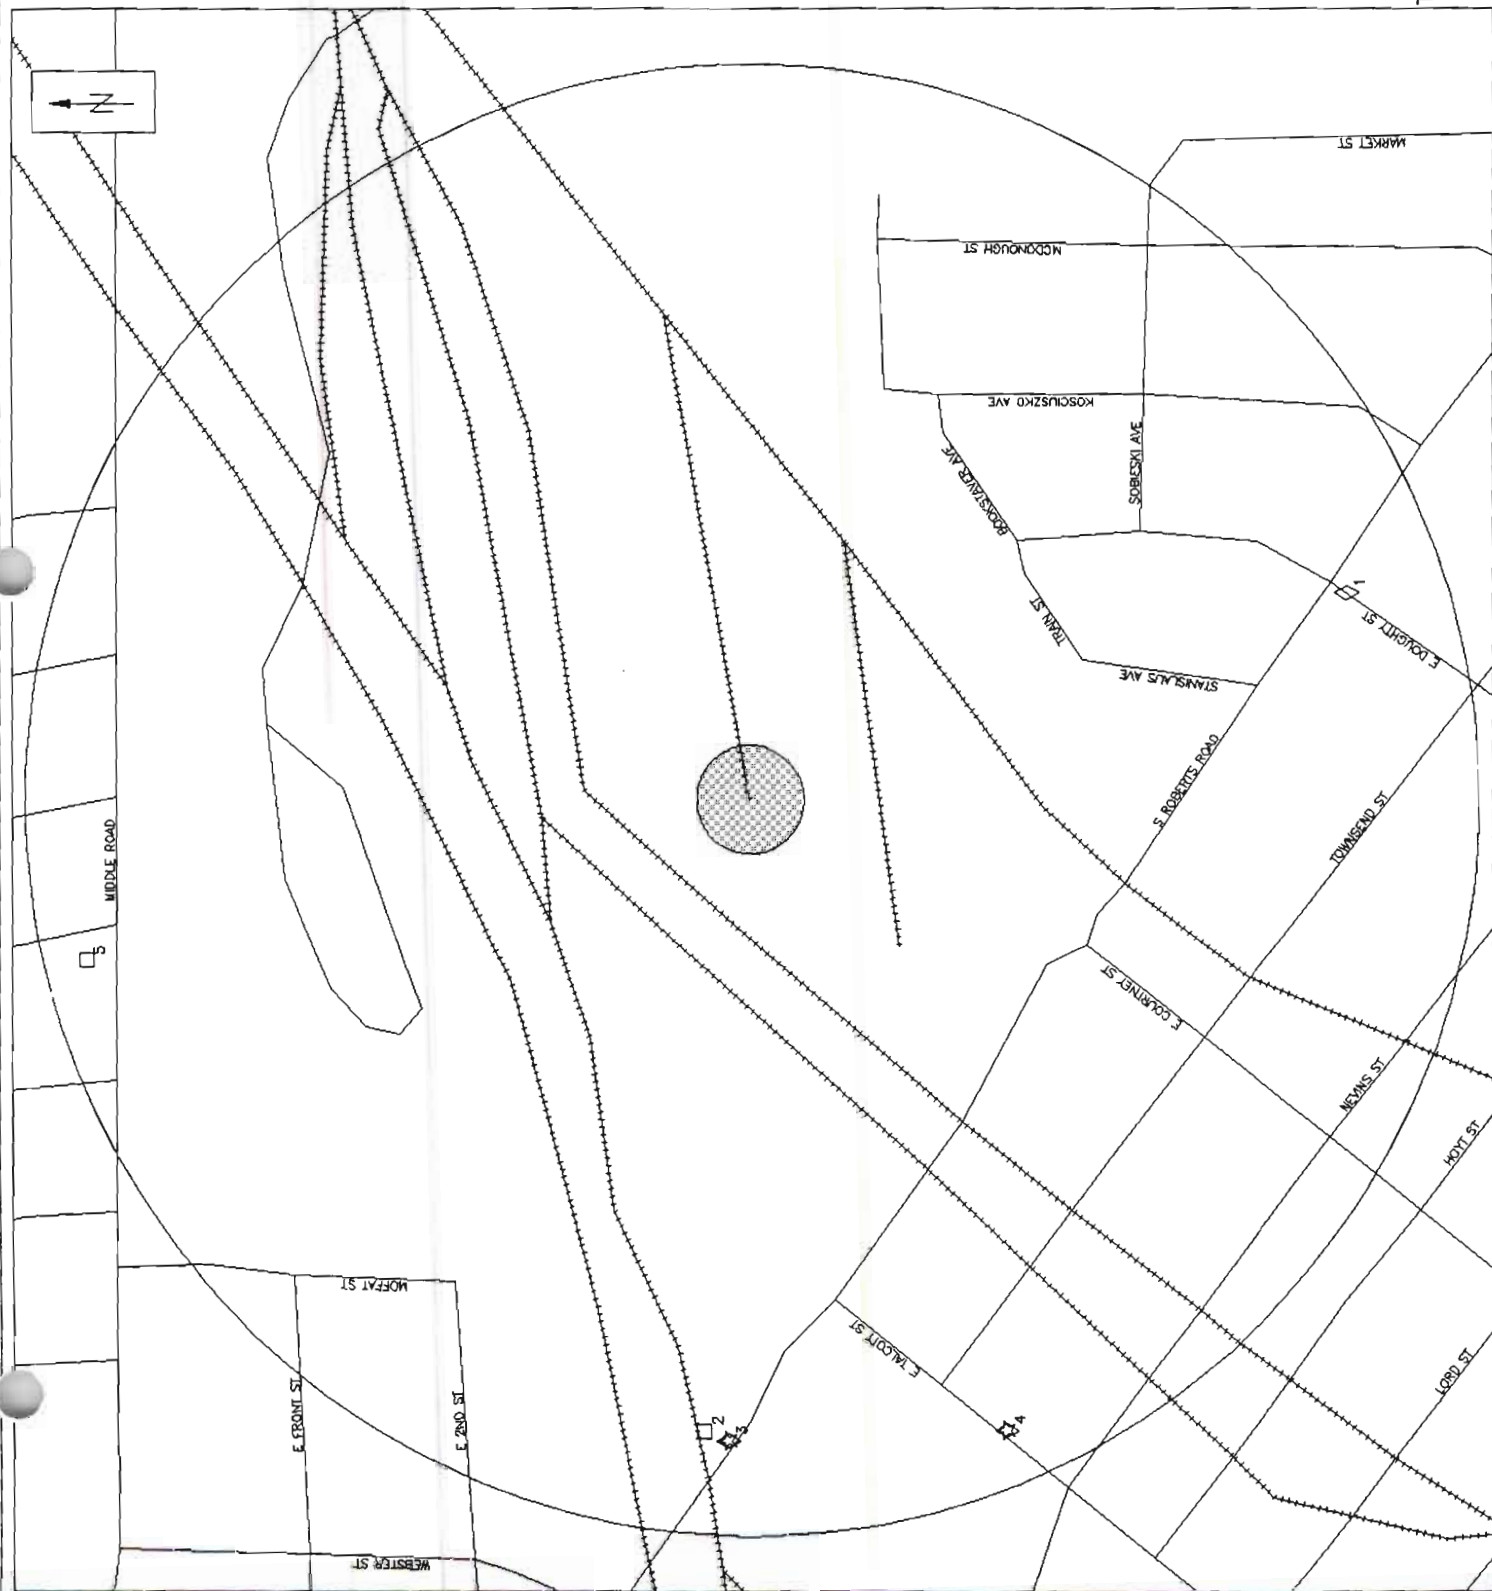 N
MARKET ST
MCDONOUGH ST
KOSCIUSZKO AVE
SOBIESKI AVE
BOOKSTAVER AVE
TRAIN ST
STANISLAUS AVE
1
E DOUGHTY ST
S ROBERTS ROAD
TOWNSEND ST
MIDDLE ROAD
5
E COURTNEY ST
NEVINS ST
HOYT ST
MOFFAT ST
E TALCOTT ST
LORD ST
E FRONT ST
E 2ND ST
2
3
4
WEBSTER ST